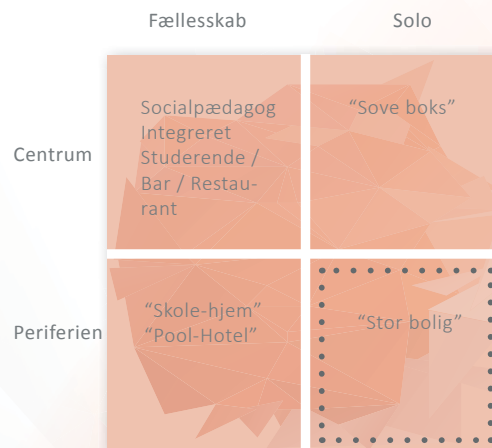 Fællesskab
Solo
Centrum
Socialpædagog
Integreret
Studerende /
Bar / Restau-
rant
“Sove boks”
Periferien
“Skole-hjem”
“Pool-Hotel”
“Stor bolig”